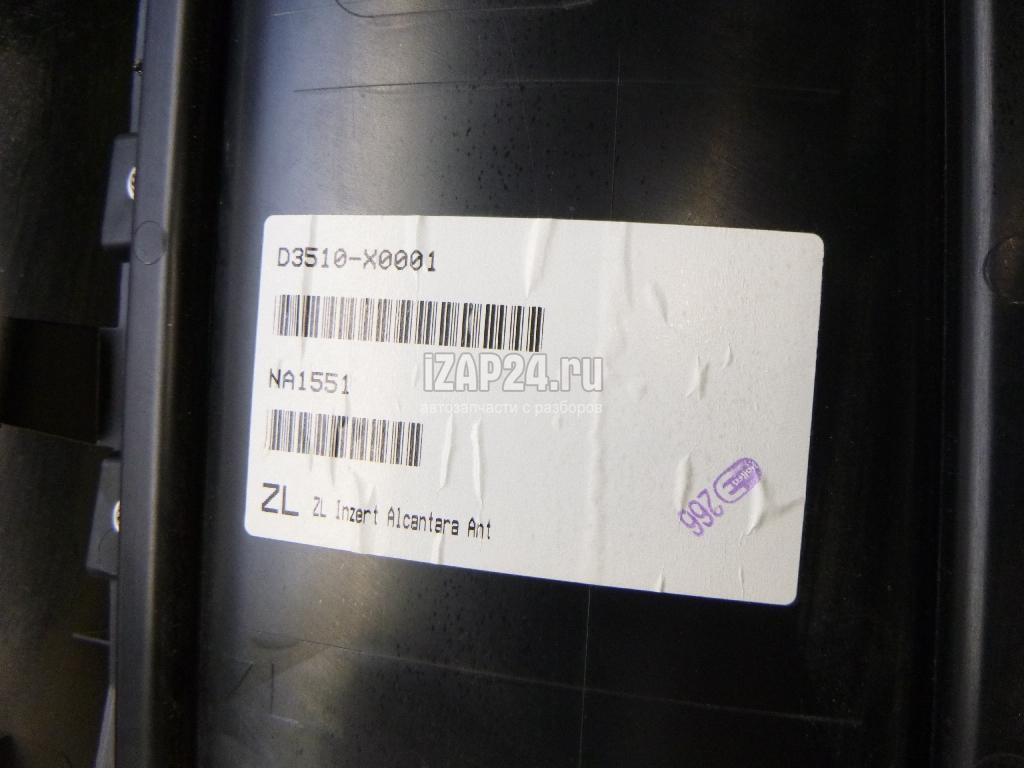 D3510-X0001
iZAP24.ru
NA1551
автозапчасти с разборов
ZL ZL Inzert Alcantara Ant
266